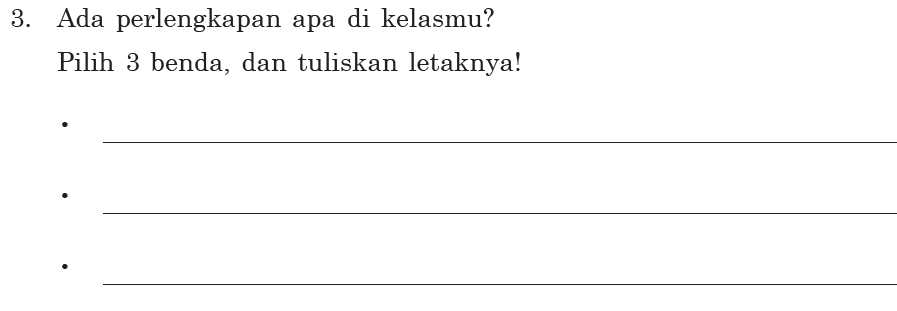 3. Ada perlengkapan apa di kelasmu?
Pilih 3 benda, dan tuliskan letaknya!
•
•
•